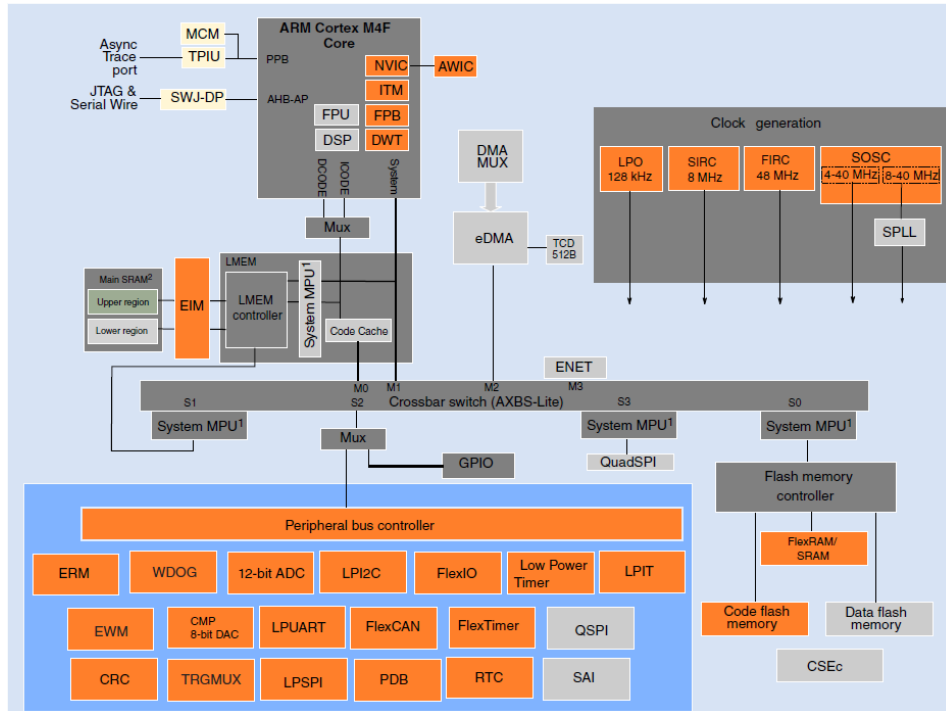 ARM Cortex M4F
Core
MCM
Async
Trace
port
TPIU
PPB
JTAG &
Serial Wire
SWJ-DP
AHB-AP
NVIC
AWIC
ITM
FPU
FPB
DSP
DWT
DCODE
ICODE
System
Mux
DMA
MUX
eDMA
TCD
512B
Clock generation
LPO
128 kHz
SIRC
8 MHz
FIRC
48 MHz
SOSC
4-40 MHz
8-40 MHz
SPLL
Main SRAM2
Upper region
Lower region
EIM
LMEM
LMEM
controller
System MPU1
Code Cache
ENET
M0
M1
M2
M3
S1
S2
Crossbar switch (AXBS-Lite)
S3
S0
System MPU1
System MPU1
System MPU1
Mux
GPIO
QuadSPI
Flash memory
controller
FlexRAM/
SRAM
Code flash
memory
Data flash
memory
CSEc
Peripheral bus controller
ERM
WDOG
12-bit ADC
LPI2C
FlexIO
Low Power
Timer
LPIT
EWM
CMP
8-bit DAC
LPUART
FlexCAN
FlexTimer
QSPI
CRC
TRGMUX
LPSPI
PDB
RTC
SAI